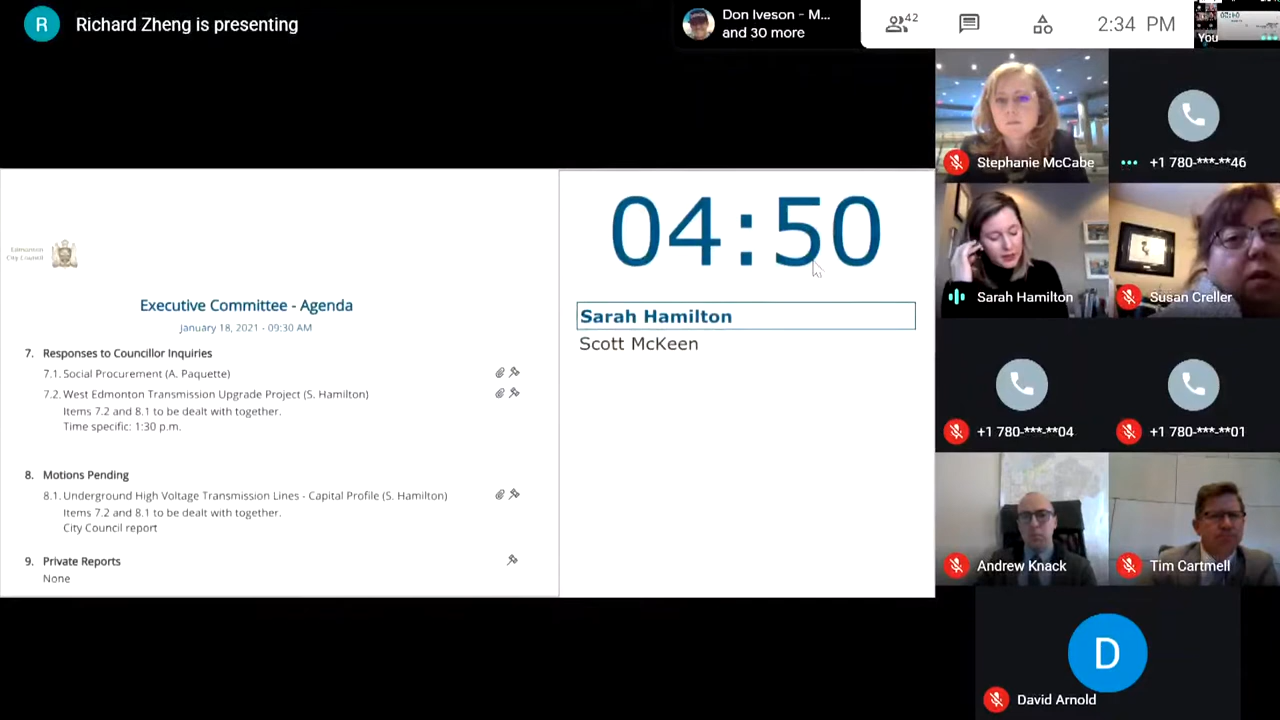 R
Richard Zheng is presenting
Don Iveson - M...
and 30 more
42
2:34 PM
You
Edmonton
City Council
Executive Committee - Agenda
January 18, 2021 - 09:30 AM
7. Responses to Councillor Inquiries
7.1. Social Procurement (A. Paquette)
7.2. West Edmonton Transmission Upgrade Project (S. Hamilton)
Items 7.2 and 8.1 to be dealt with together.
Time specific: 1:30 p.m.
8. Motions Pending
8.1. Underground High Voltage Transmission Lines - Capital Profile (S. Hamilton)
Items 7.2 and 8.1 to be dealt with together.
City Council report
9. Private Reports
None
04:50
Sarah Hamilton
Scott McKeen
Stephanie McCabe
+1 780-***-**46
Sarah Hamilton
Susan Creller
+1 780-***-**04
+1 780-***-**01
Andrew Knack
Tim Cartmell
D
David Arnold